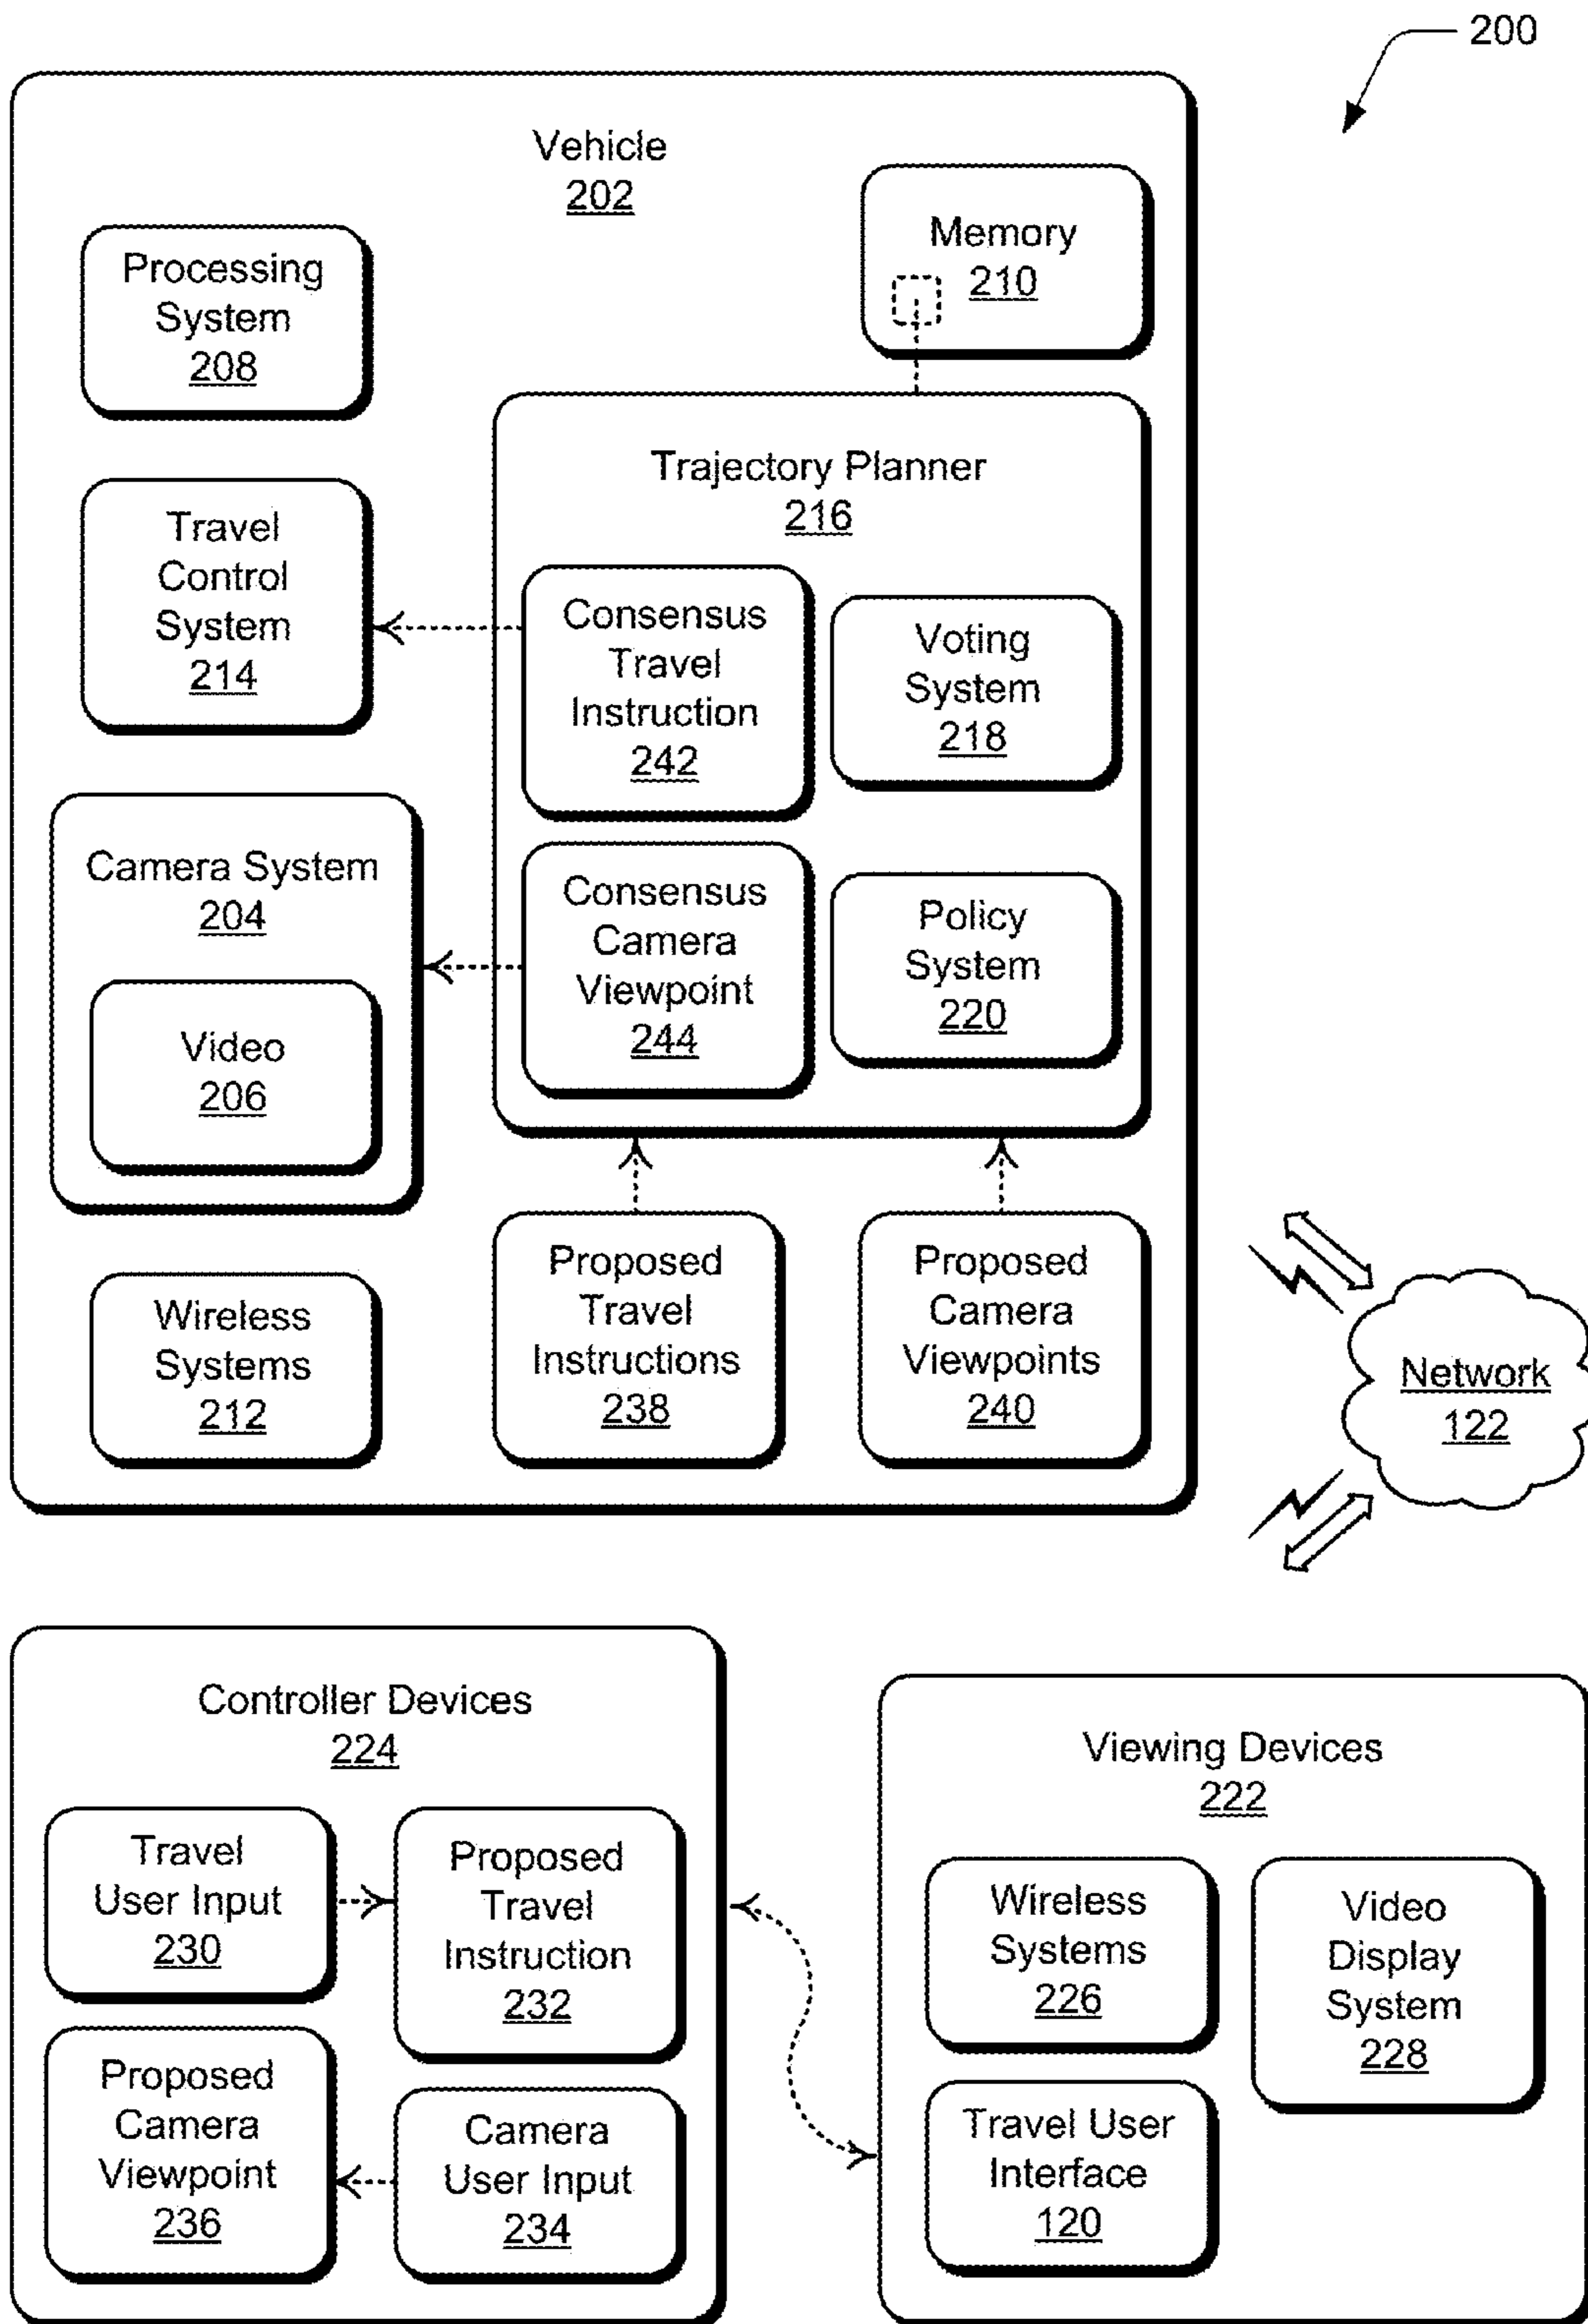 200
Vehicle
202
Memory
210
Processing
System
208
Trajectory Planner
216
Travel
Control
System
214
Consensus
Travel
Instruction
242
Voting
System
218
Camera System
204
Video
206
Consensus
Camera
Viewpoint
244
Policy
System
220
Wireless
Systems
212
Proposed
Travel
Instructions
238
Proposed
Camera
Viewpoints
240
Network
122
Controller Devices
224
Travel
User Input
230
Proposed
Travel
Instruction
232
Proposed
Camera
Viewpoint
236
Camera
User Input
234
Viewing Devices
222
Wireless
Systems
226
Video
Display
System
228
Travel User
Interface
120